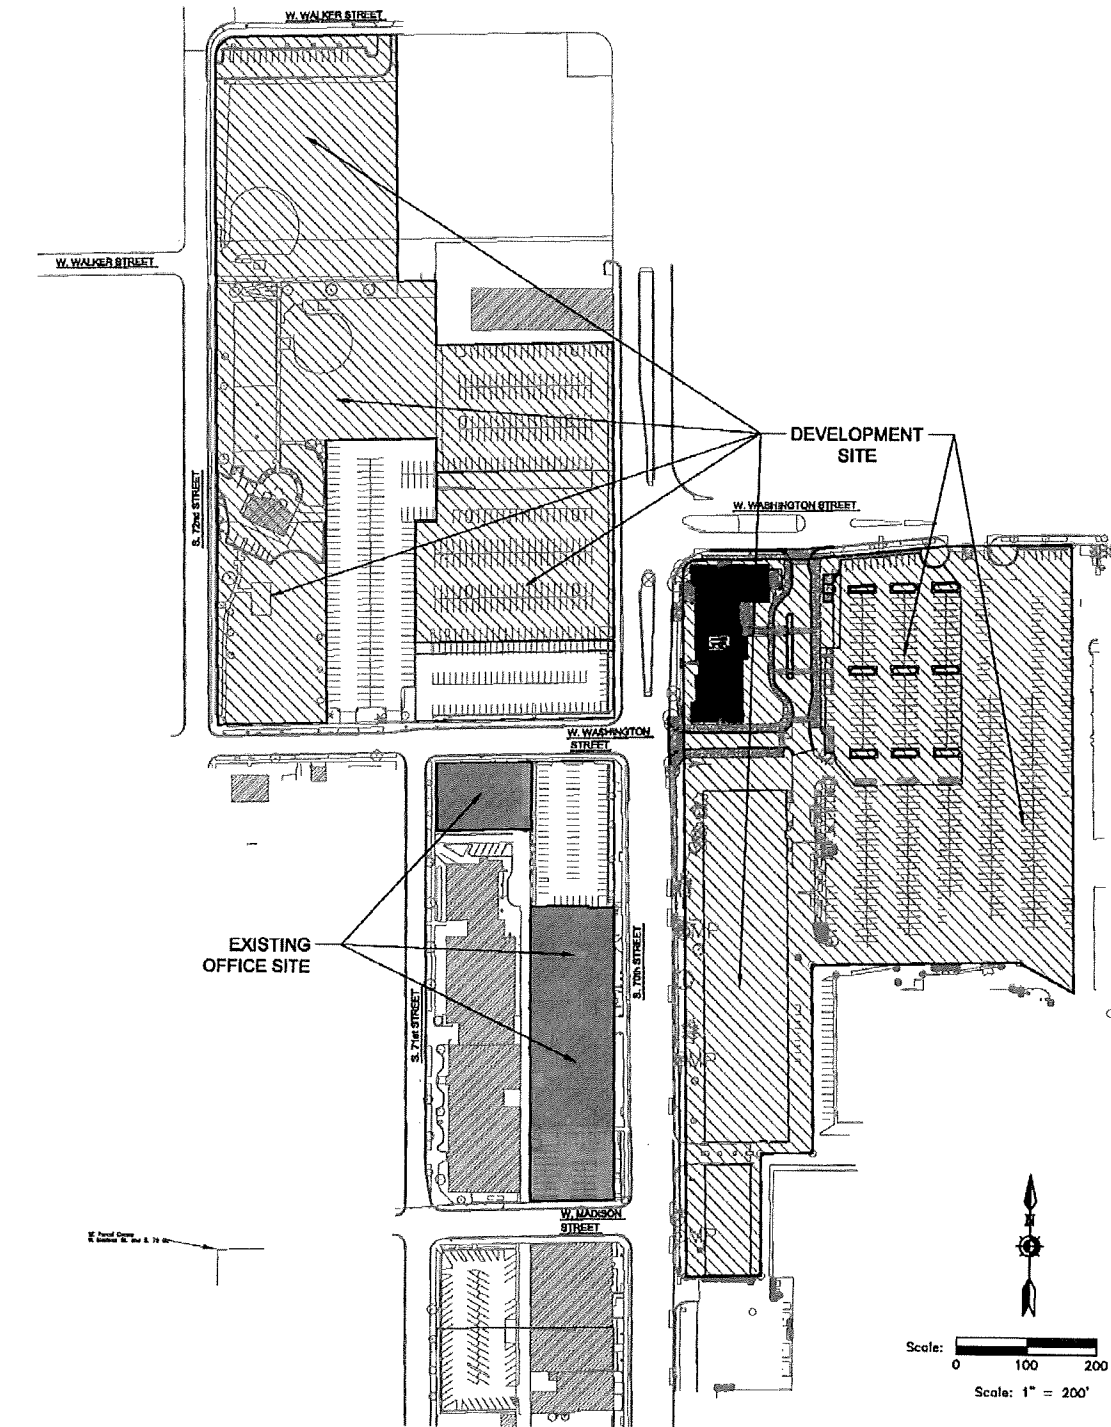 W. WALKER STREET
W. WALKER STREET
DEVELOPMENT
SITE
S. 72nd STREET
W. WASHINGTON STREET
W. WASHINGTON
STREET
EXISTING
OFFICE SITE
S. 70th STREET
S. 71st STREET
W. MADISON
STREET
N
Scale:
0 100 200
Scale: 1" = 200'